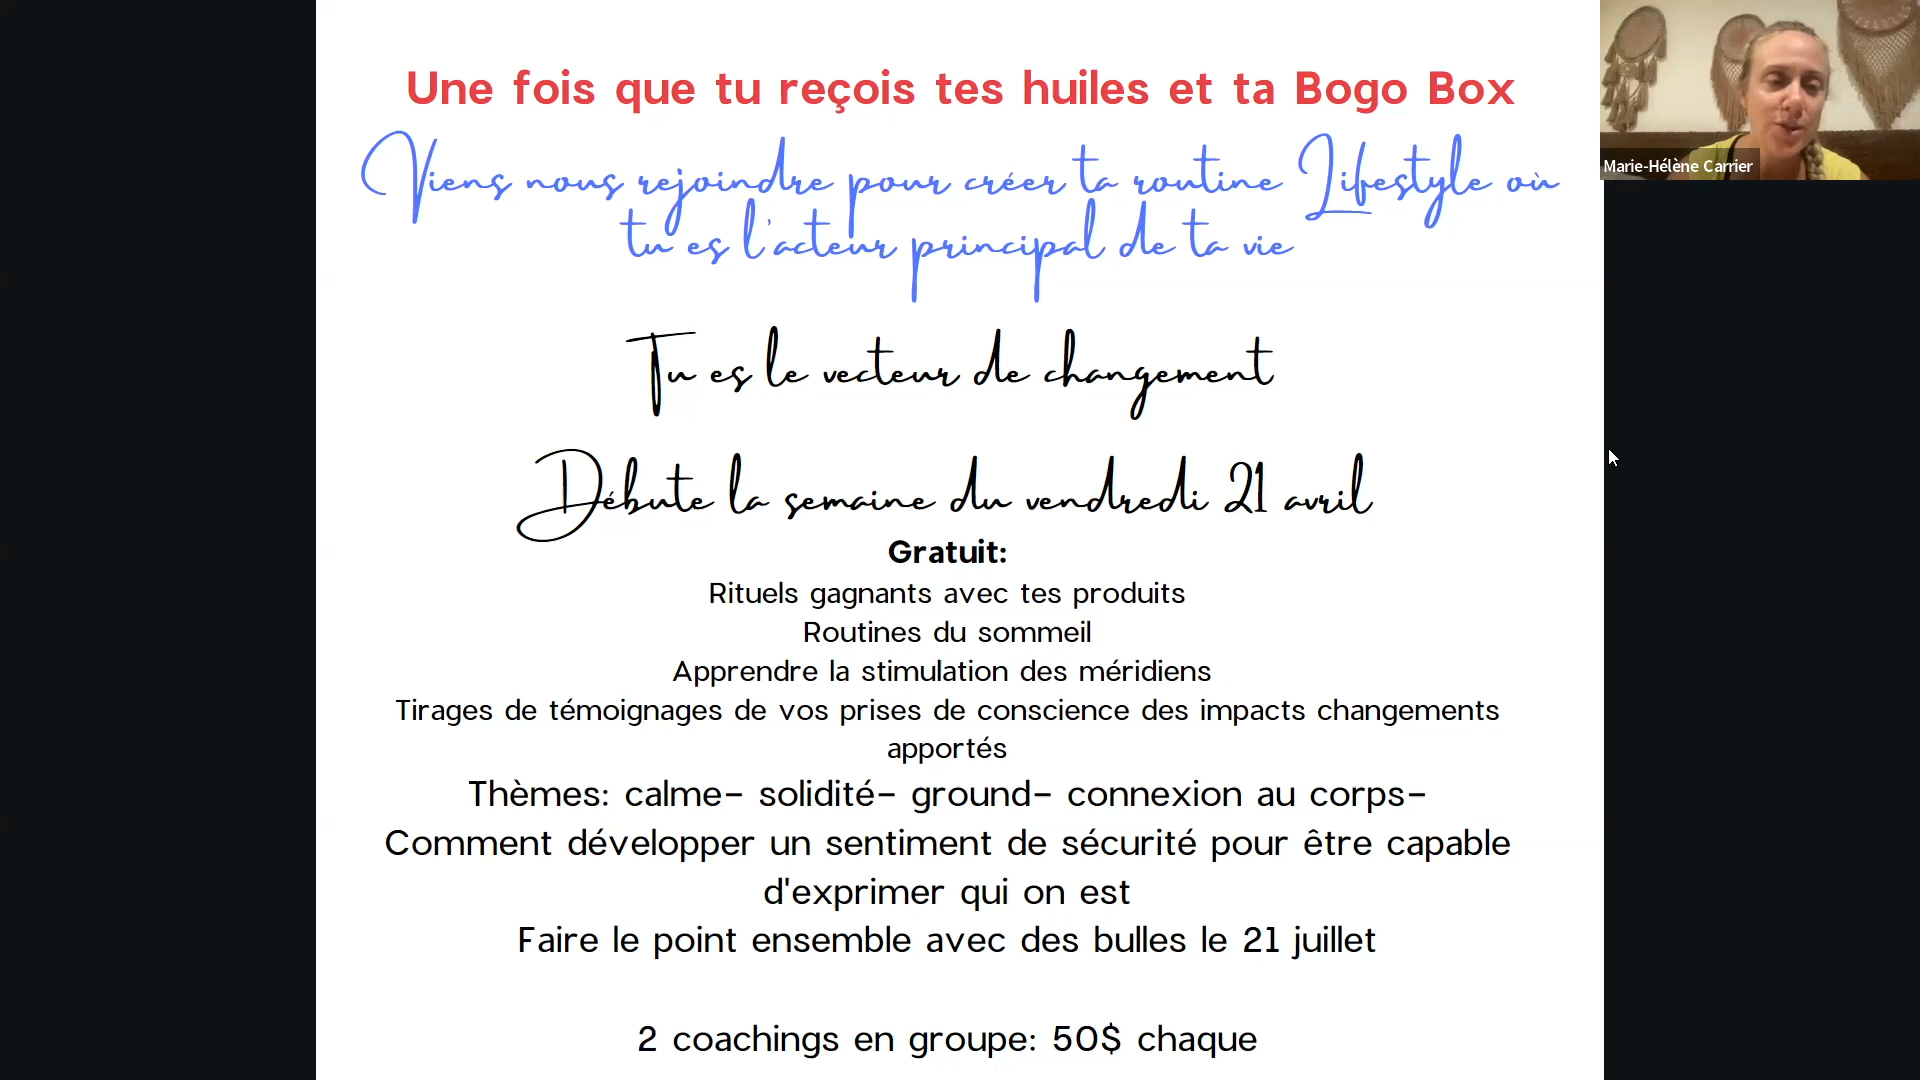 Une fois que tu reçois tes huiles et ta Bogo Box
Viens nous rejoindre pour créer ta routine Lifestyle où
tu es l'acteur principal de ta vie
Tu es le vecteur de changement
Débute la semaine du vendredi 21 avril
Gratuit:
Rituels gagnants avec tes produits
Routines du sommeil
Apprendre la stimulation des méridiens
Tirages de témoignages de vos prises de conscience des impacts changements
apportés
Thèmes: calme- solidité- ground- connexion au corps-
Comment développer un sentiment de sécurité pour être capable
d'exprimer qui on est
Faire le point ensemble avec des bulles le 21 juillet
2 coachings en groupe: 50$ chaque
Marie-Hélène Carrier